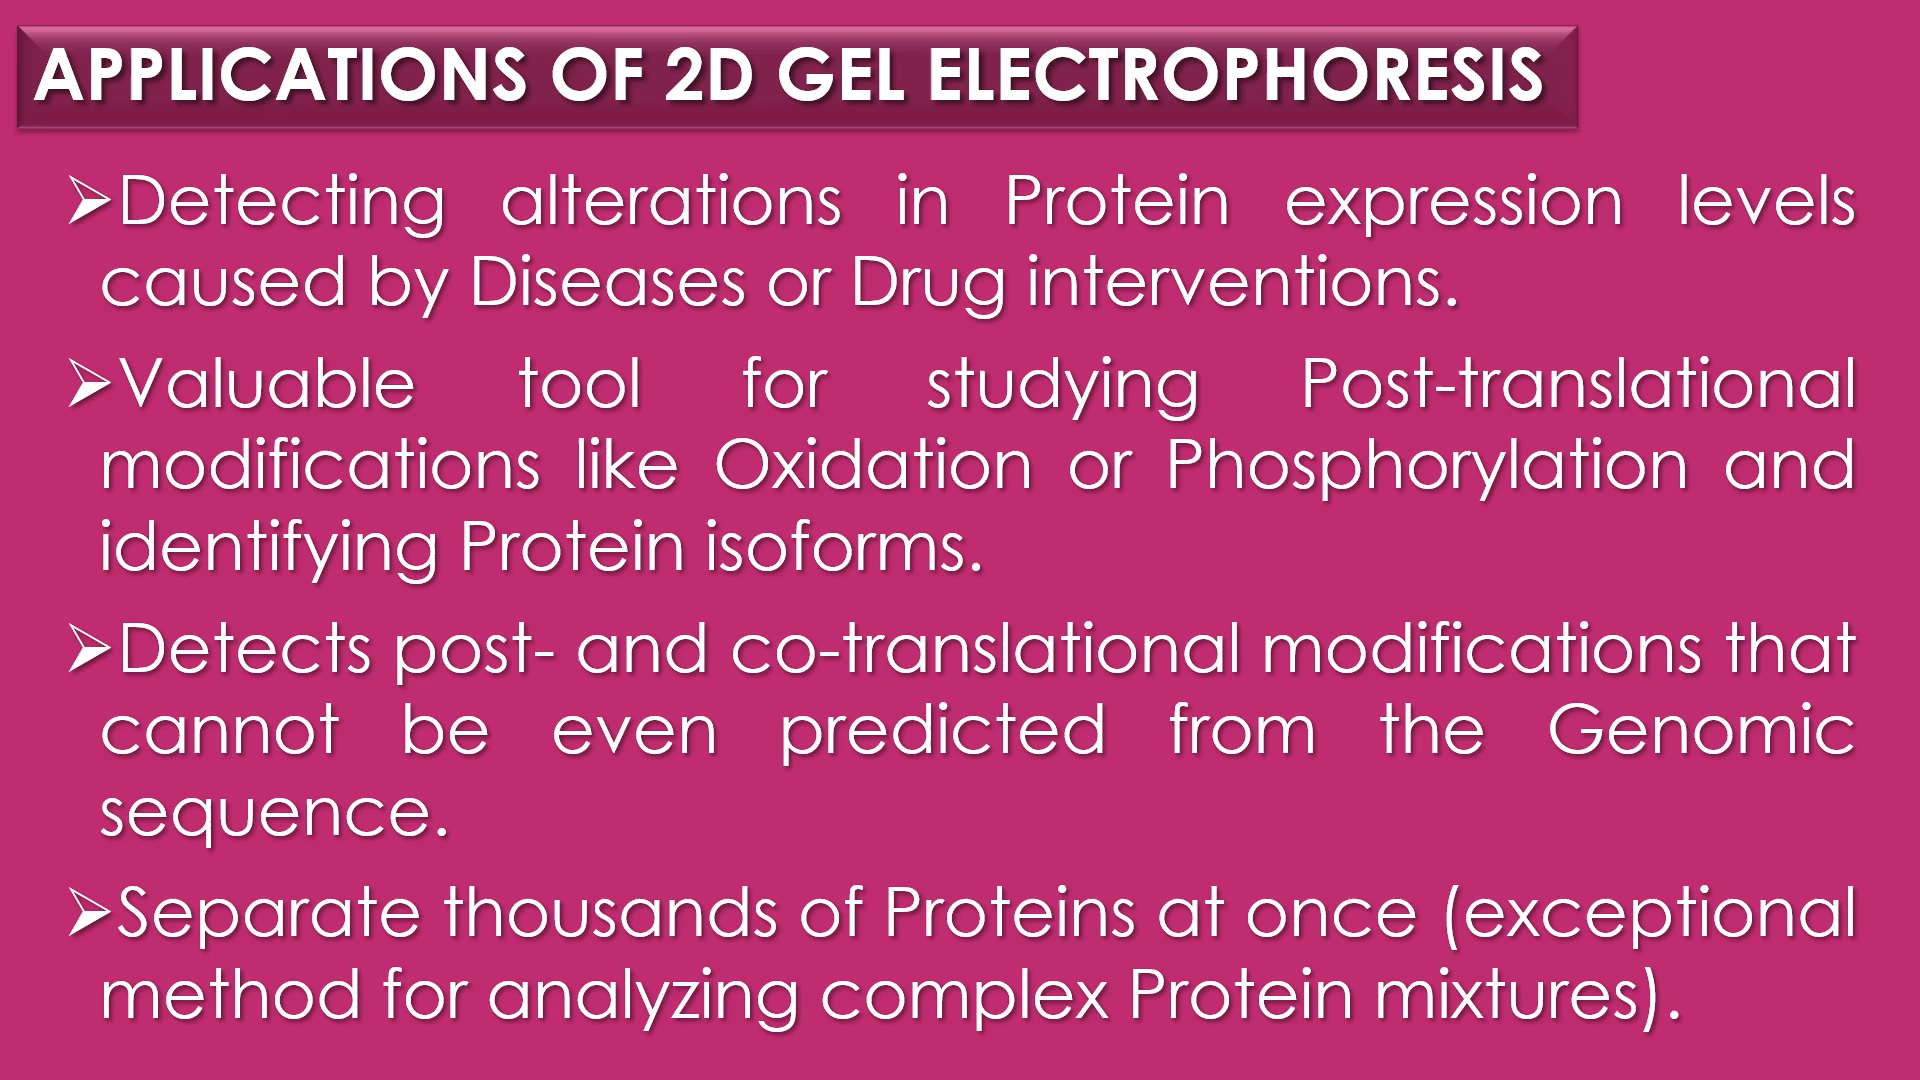 APPLICATIONS OF 2D GEL ELECTROPHORESIS
➢Detecting alterations in Protein expression levels
caused by Diseases or Drug interventions.
➢Valuable tool for studying Post-translational
modifications like Oxidation or Phosphorylation and
identifying Protein isoforms.
➢Detects post- and co-translational modifications that
cannot be even predicted from the Genomic
sequence.
➢Separate thousands of Proteins at once (exceptional
method for analyzing complex Protein mixtures).